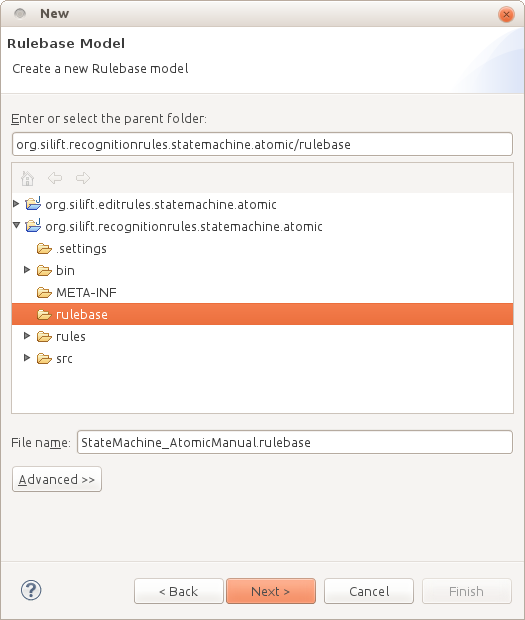 New
Rulebase Model
Create a new Rulebase model
Enter or select the parent folder:
org.silift.recognitionrules.statemachine.atomic/rulebase
org.silift.editrules.statemachine.atomic
org.silift.recognitionrules.statemachine.atomic
.settings
bin
META-INF
rulebase
rules
src
File name: StateMachine_AtomicManual.rulebase
Advanced >>
? < Back Next > Cancel Finish